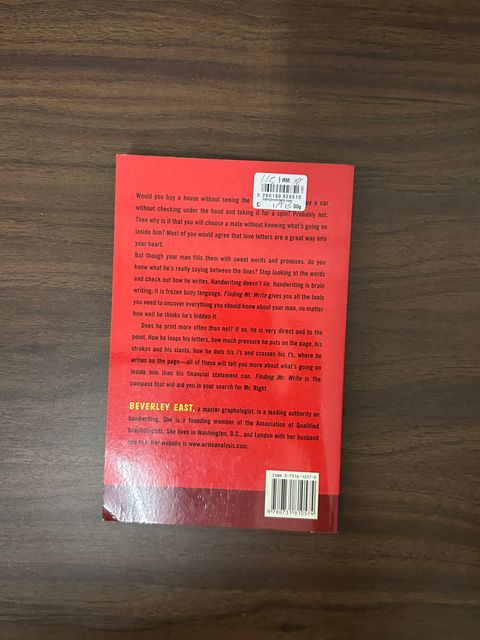 RM
Would you buy a house without seeing the
y a car
without checking under the hood and taking it for a spin? Probably not.
Then why is it that you will choose a mate without knowing what's going on
inside him? Most of you would agree that love letters are a great way into
your heart.
But though your man fills them with sweet words and promises, do you
know what he's really saying between the lines? Stop looking at the words
and check out how he writes. Handwriting doesn't lie. Handwriting is brain
writing; it is frozen body language. Finding Mr. Write gives you all the tools
you need to uncover everything you should know about your man, no matter
how well he thinks he's hidden it.
Does he print more often than not? If so, he is very direct and to the
point. How he loops his letters, how much pressure he puts on the page, his
strokes and his slants, how he dots his i's and crosses his t's, where he
writes on the page—all of these will tell you more about what's going on
inside him than his financial statement can. Finding Mr. Write is the
compass that will aid you in your search for Mr. Right.
BEVERLEY EAST, a master graphologist, is a leading authority on
handwriting. She is a founding member of the Association of Qualified
Graphologists. She lives in Washington, D.C., and London with her husband
and son. Her website is www.writeanalysis.com.
ISBN 0-7318-1057-0
9 780731 810574